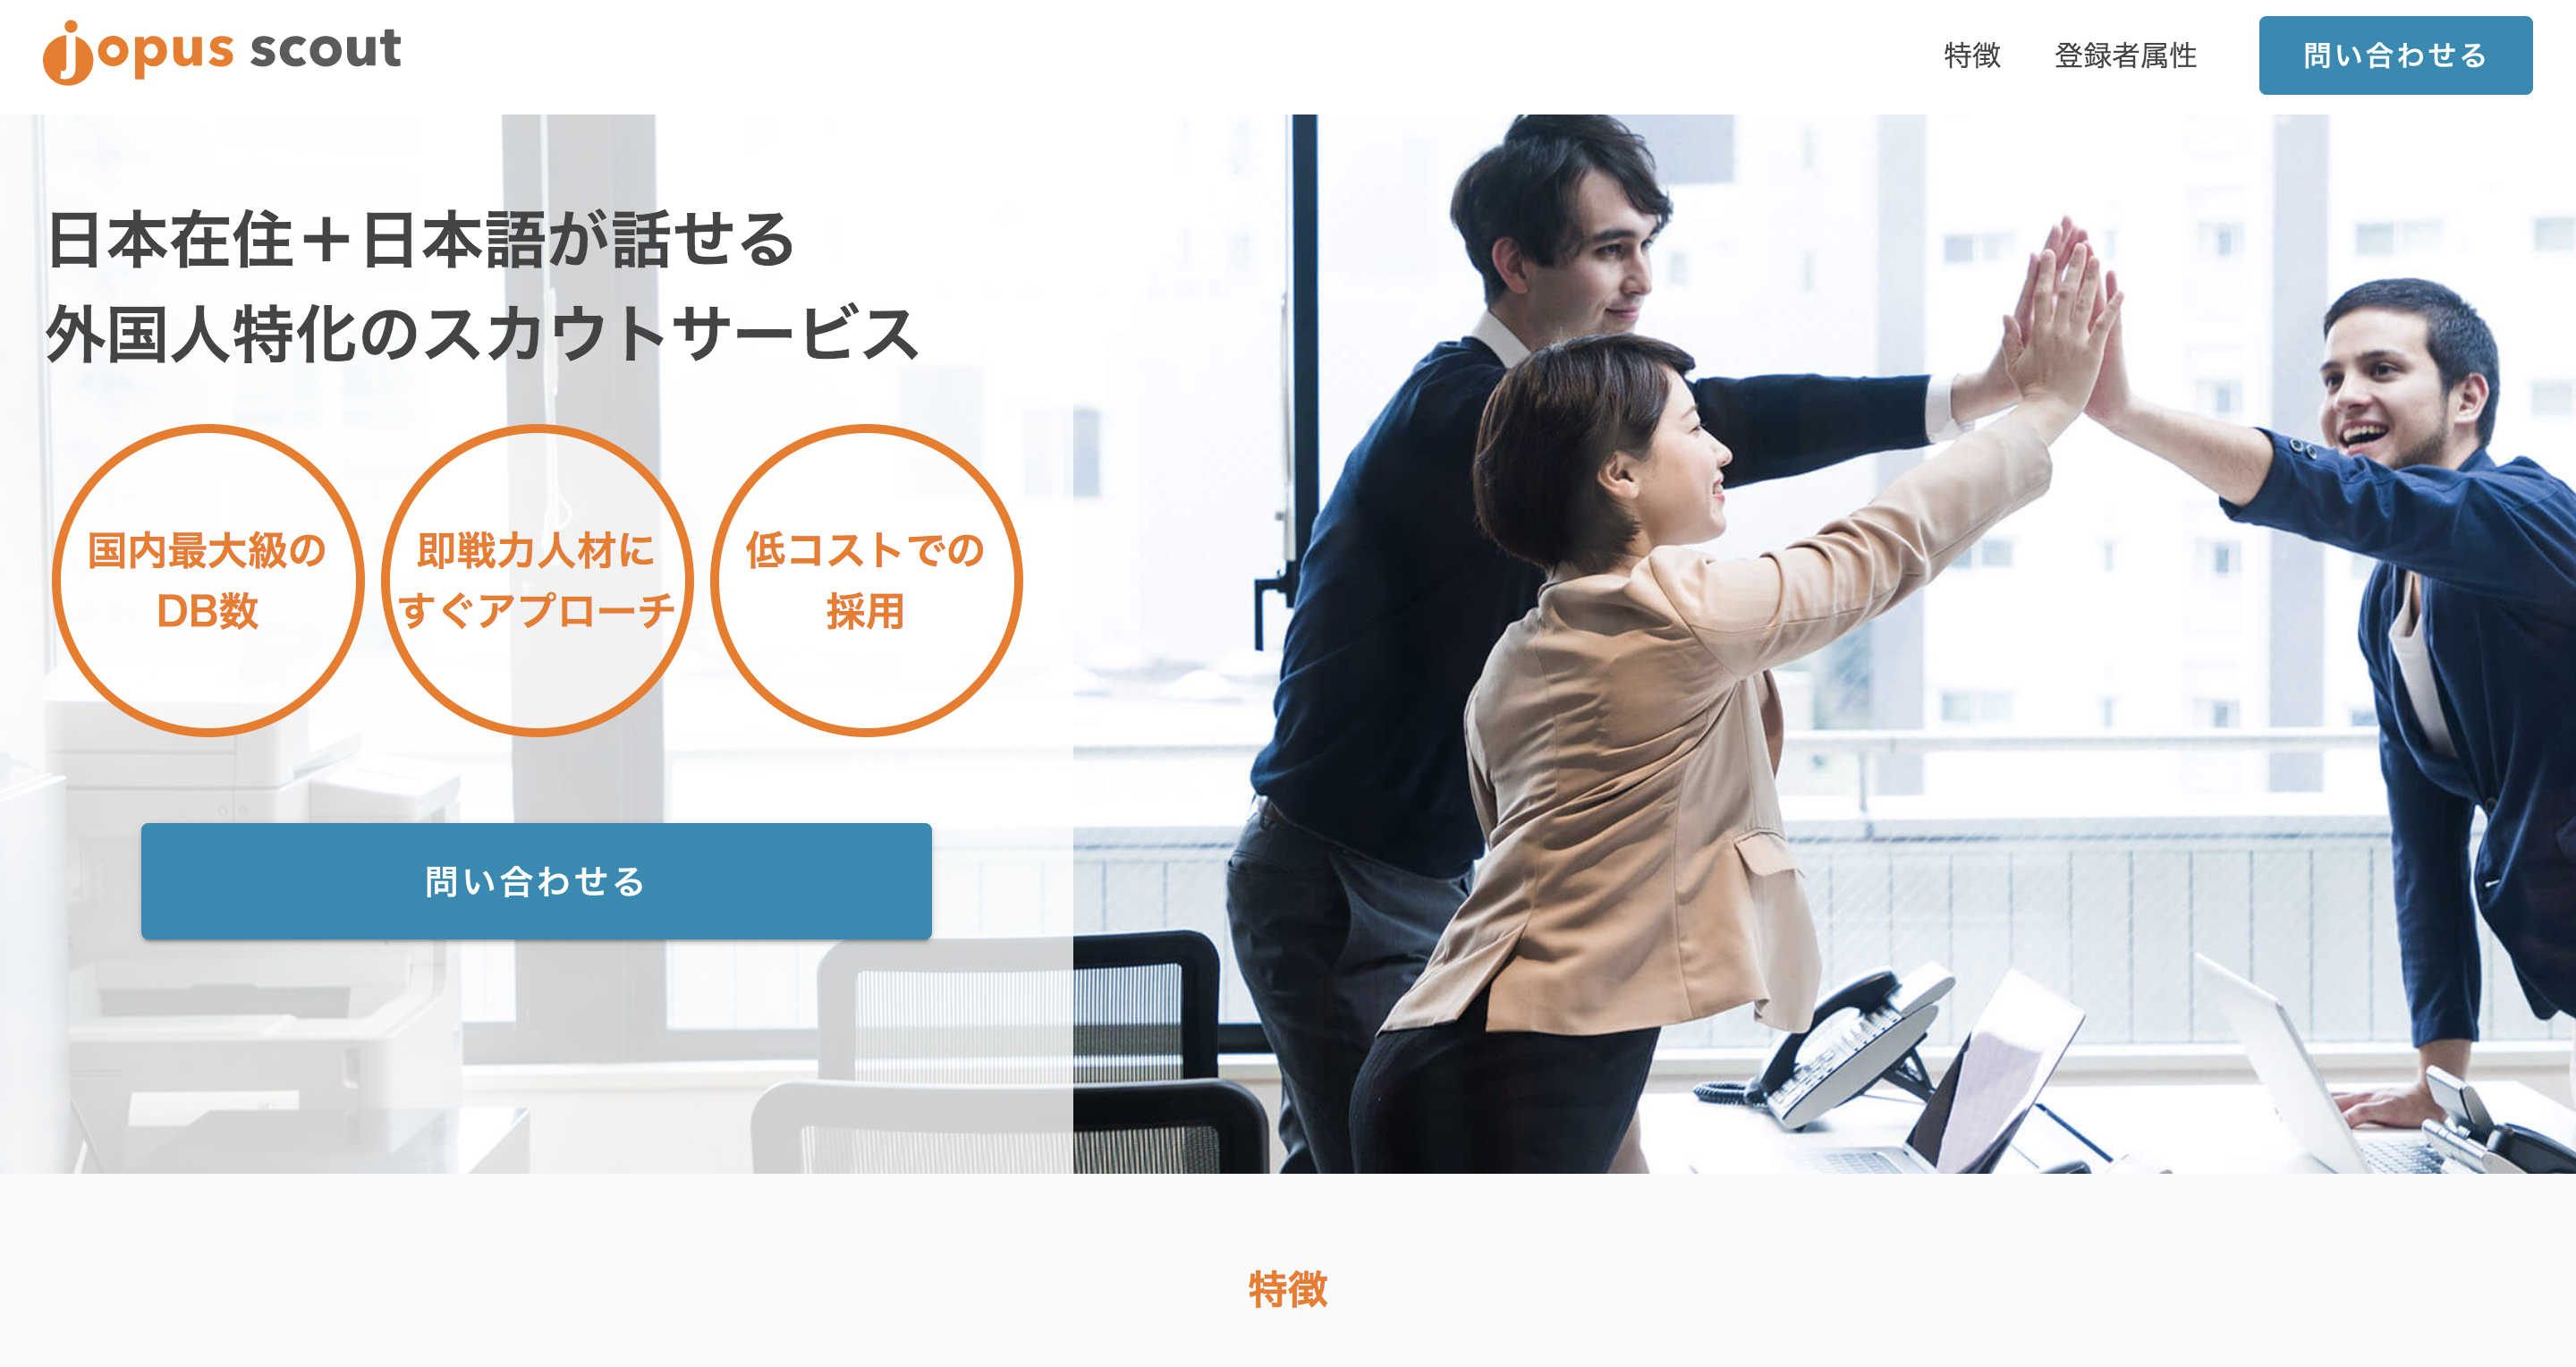 jopus scout
特徴
登録者属性
問い合わせる
日本在住＋日本語が話せる
外国人特化のスカウトサービス
国内最大級の
DB数
即戦力人材に
すぐアプローチ
低コストでの
採用
問い合わせる
特徴